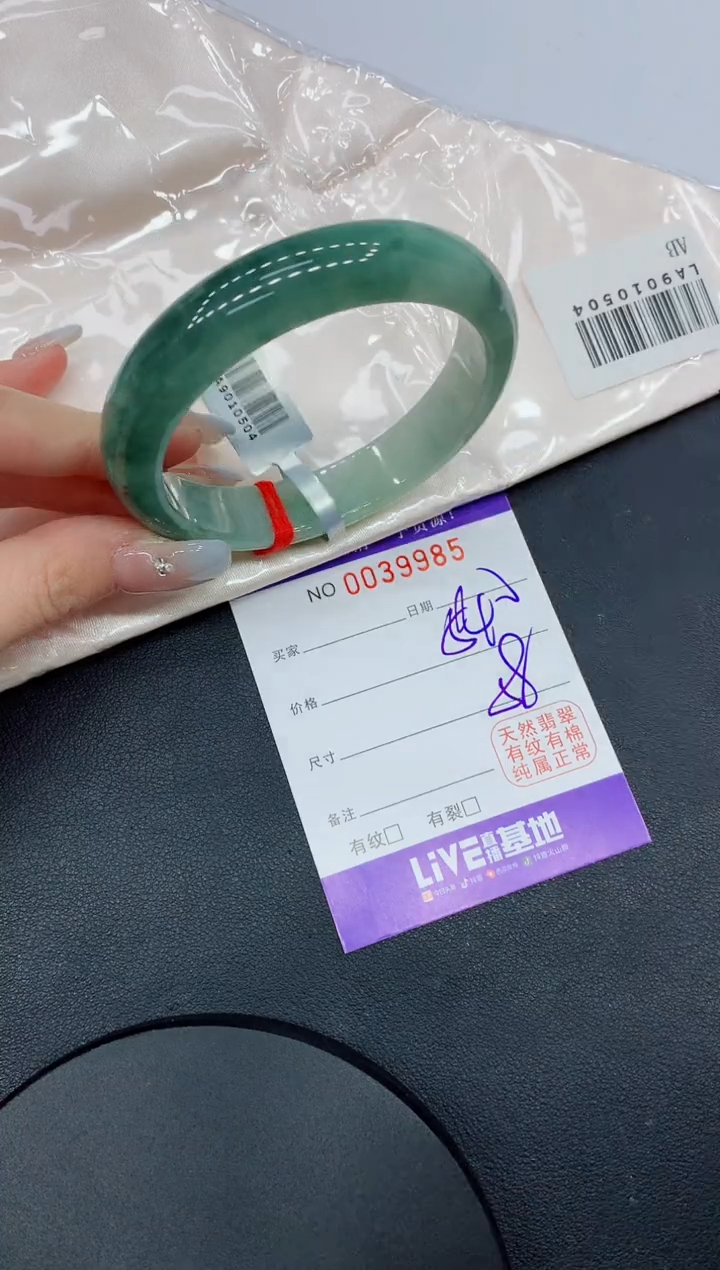 AB
LA9010504
A9010504
NO 0039985
日期
买家
价格
尺寸
天然翡翠
有纹有棉
纯属正常
备注
有纹□ 有裂□
LiVE直播基地